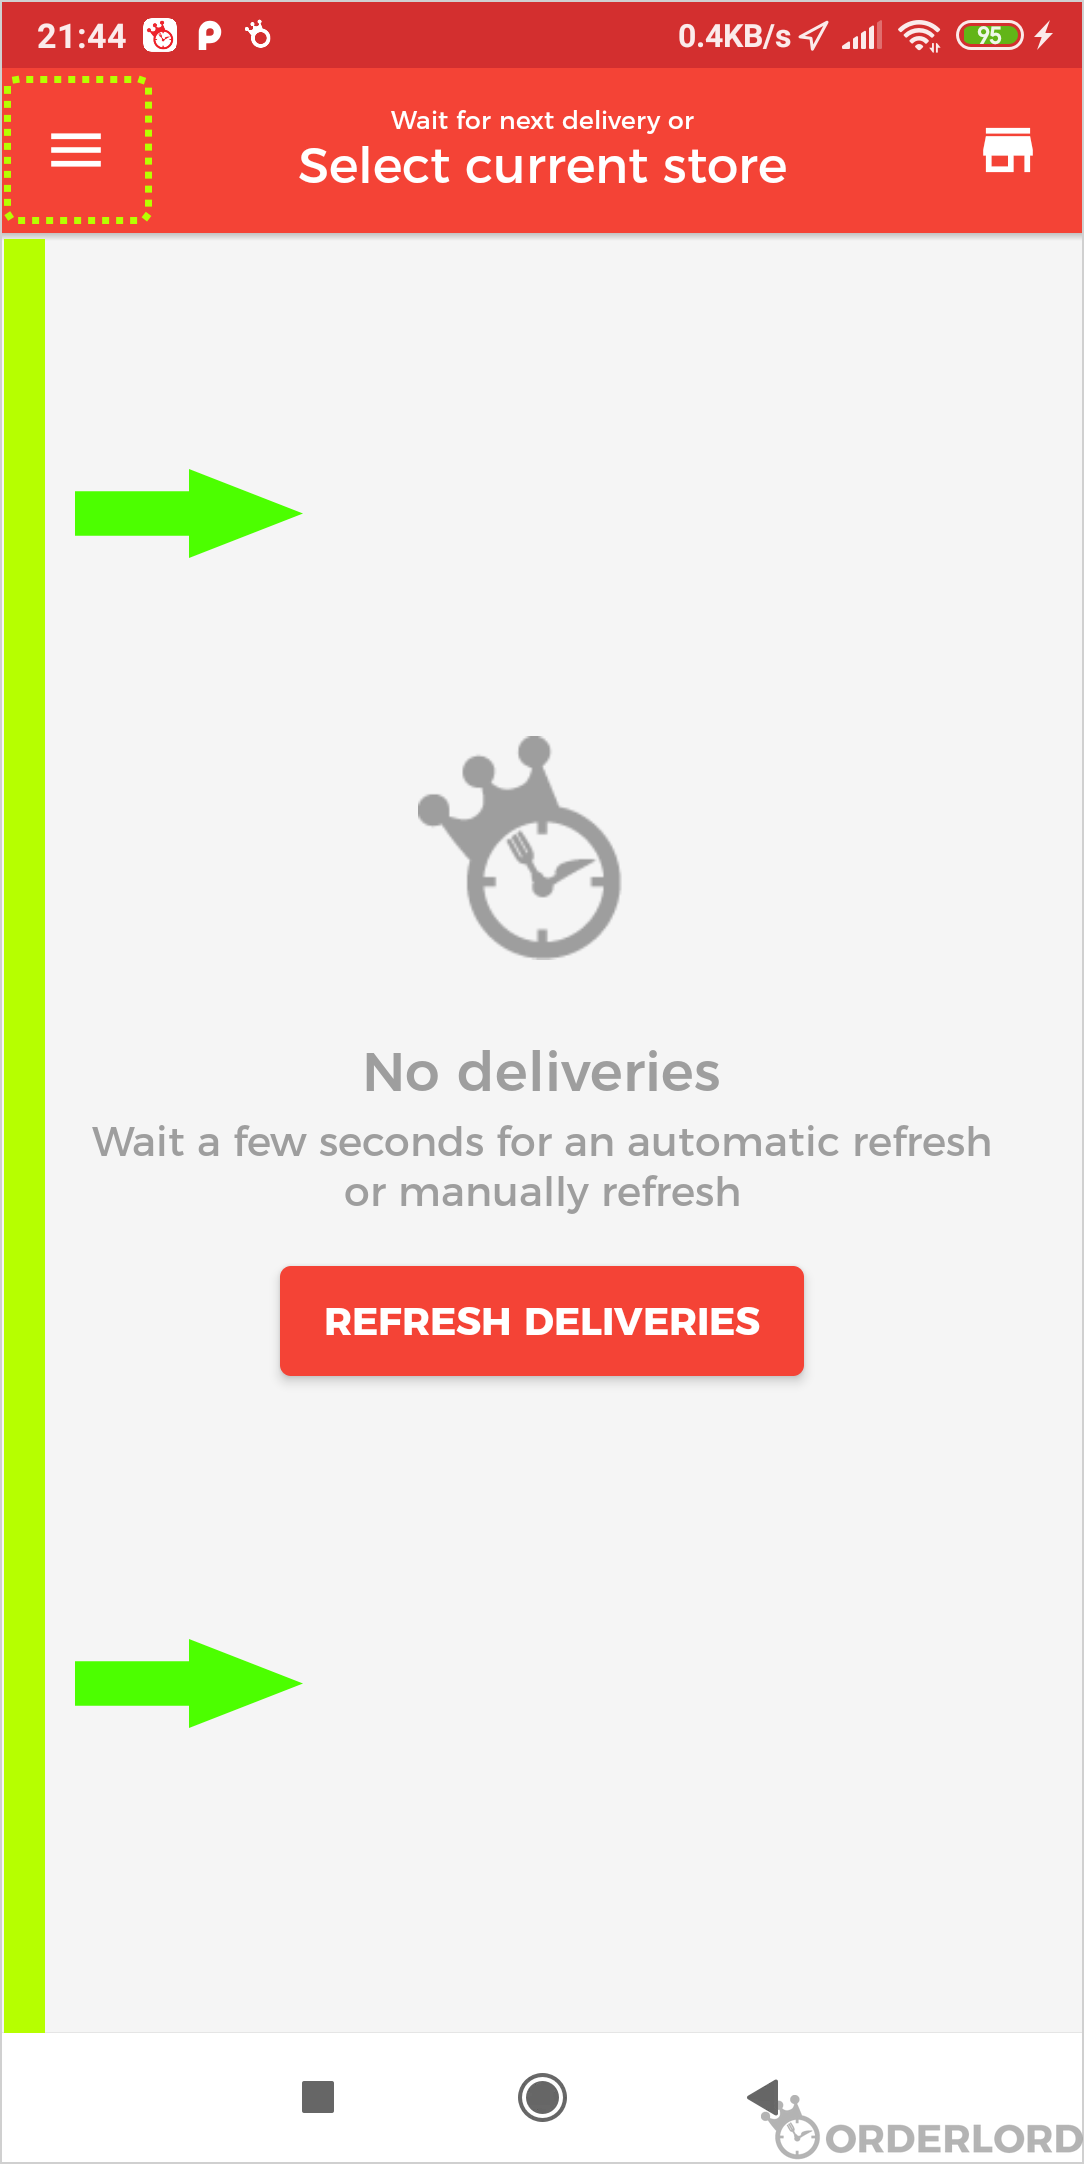 21:44
0.4KB/s
95
Wait for next delivery or
Select current store
No deliveries
Wait a few seconds for an automatic refresh
or manually refresh
REFRESH DELIVERIES
ORDERLORD